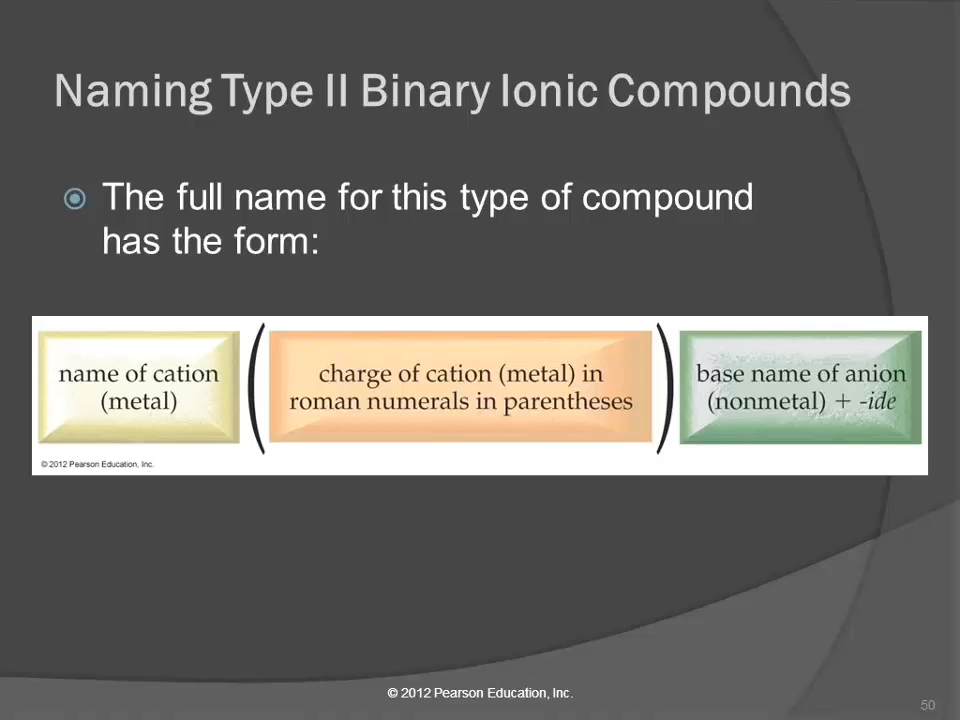 Naming Type II Binary Ionic Compounds
The full name for this type of compound
has the form:
name of cation
(metal)
(
charge of cation (metal) in
roman numerals in parentheses
)
base name of anion
(nonmetal) + -ide
© 2012 Pearson Education, Inc.
© 2012 Pearson Education, Inc.
50